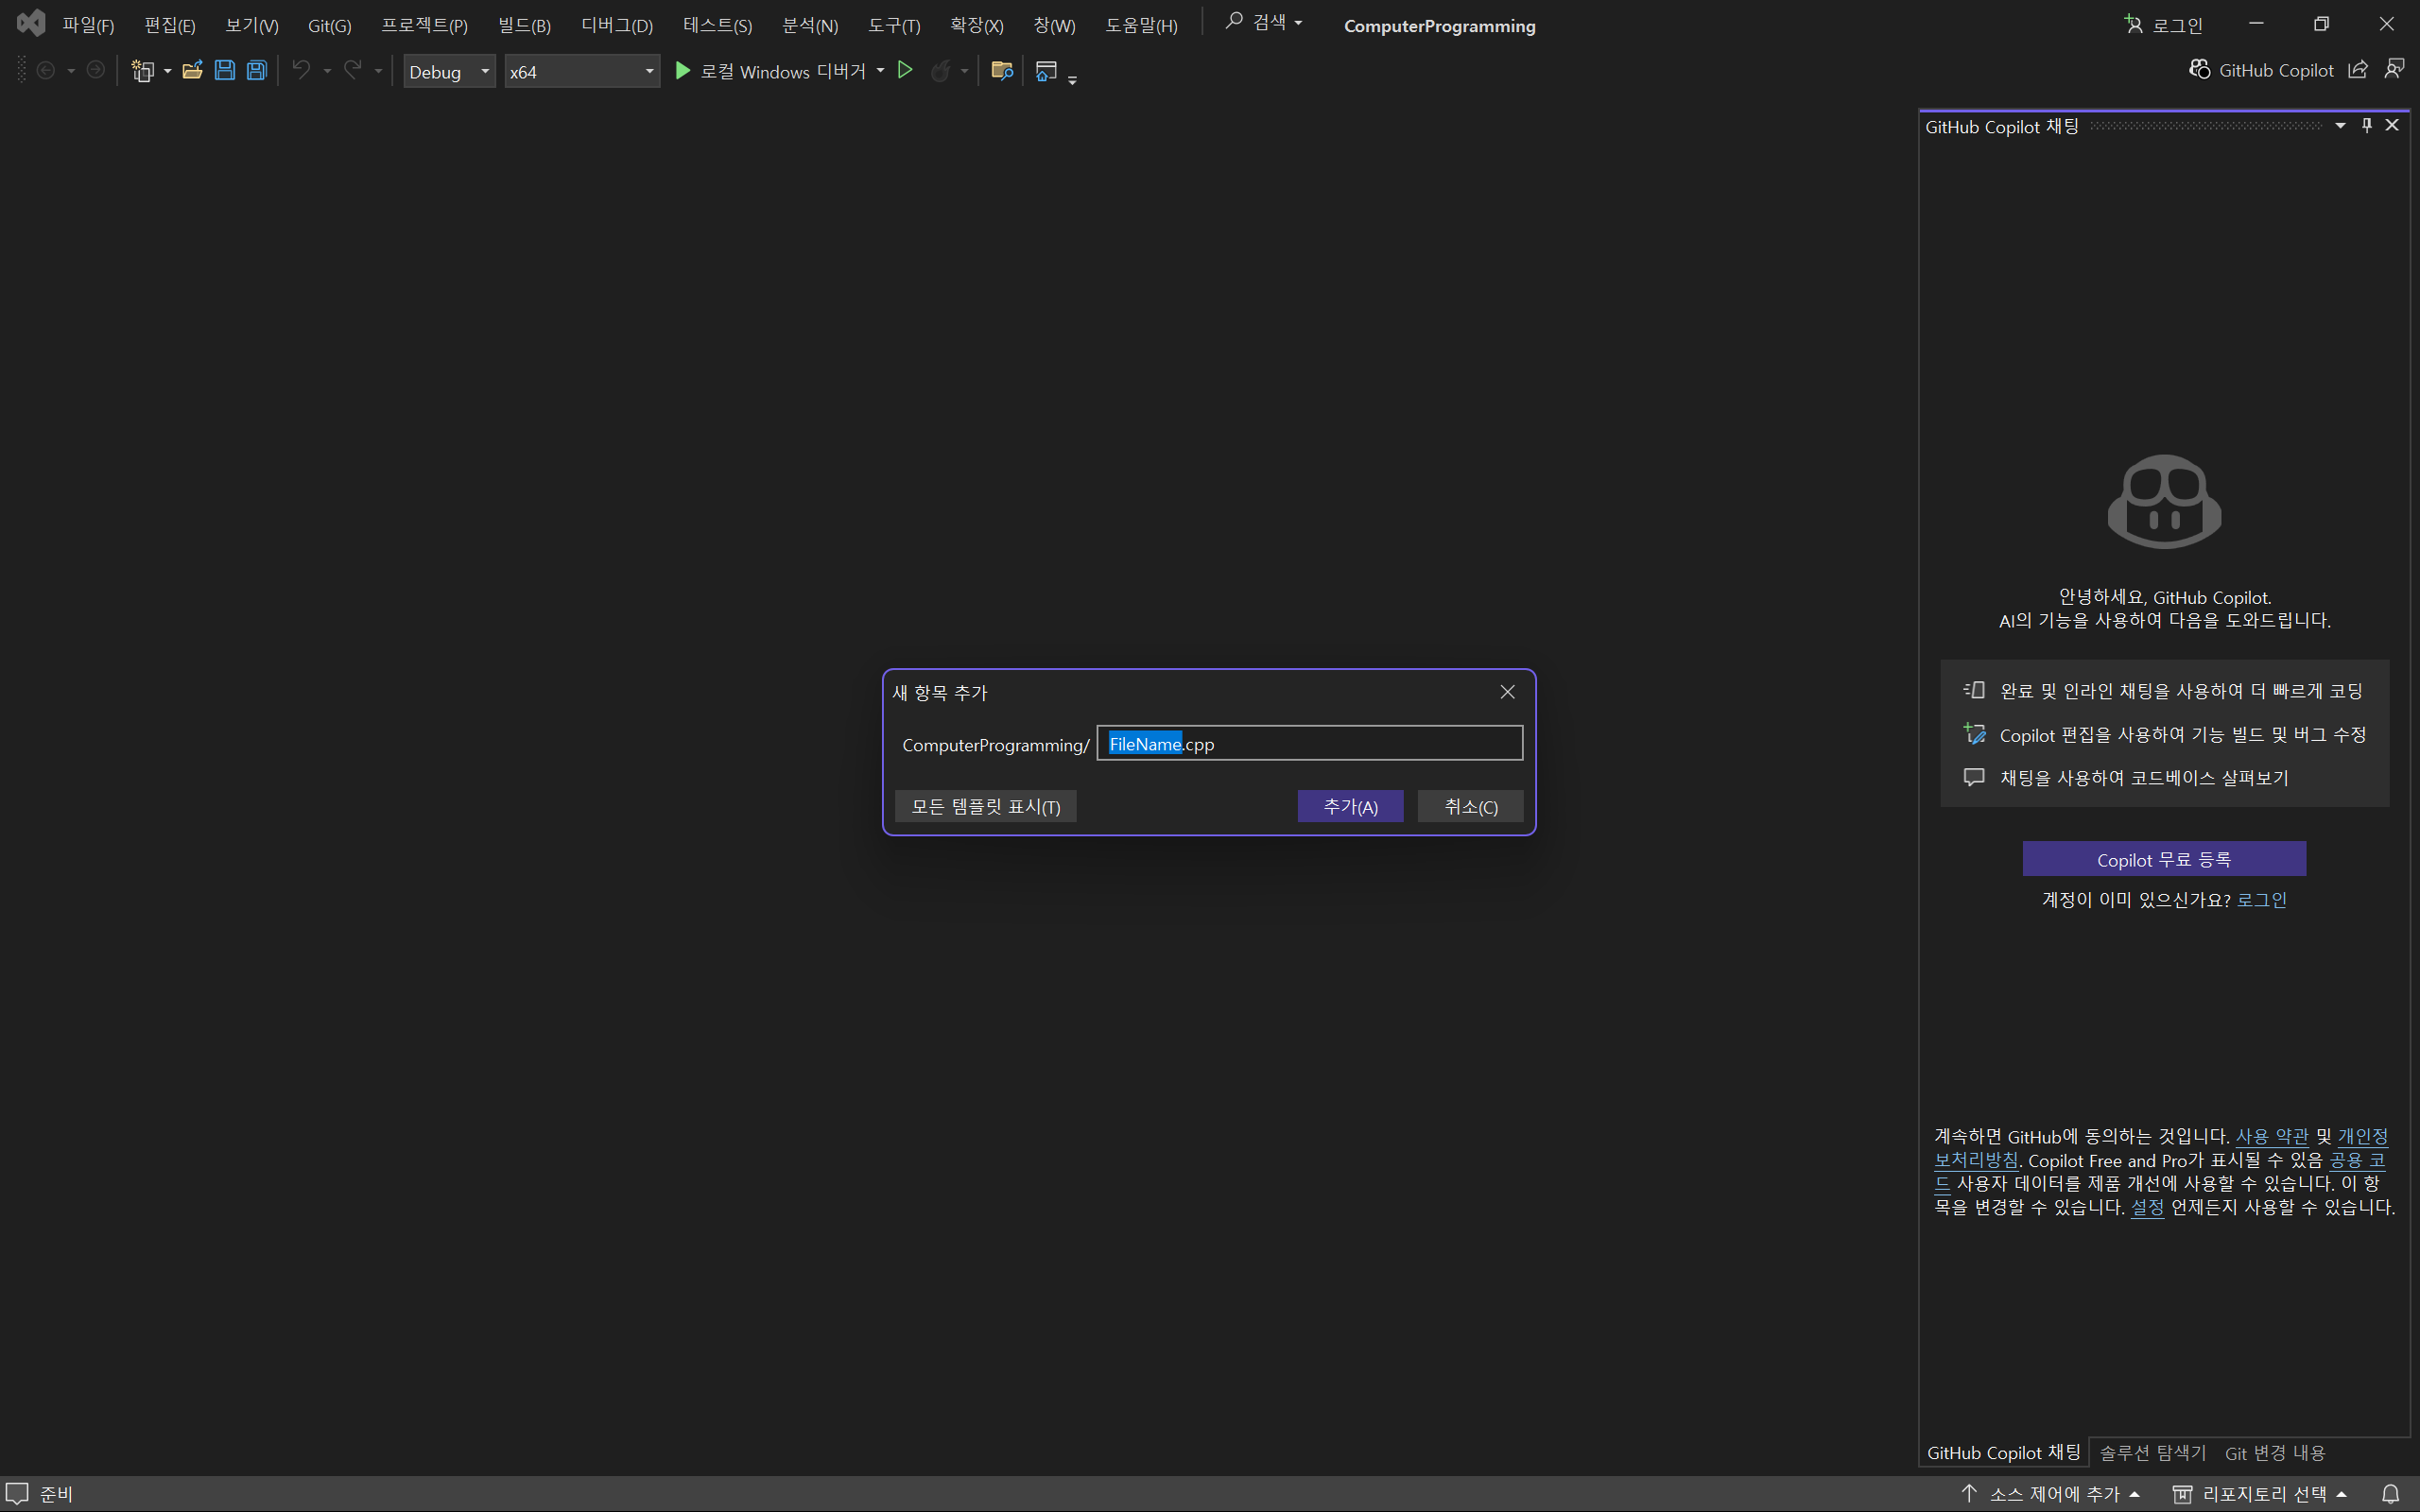 파일(F) 편집(E) 보기(V) Git(G) 프로젝트(P) 빌드(B) 디버그(D) 테스트(S) 분석(N) 도구(T) 확장(X) 창(W) 도움말(H) 검색 ComputerProgramming 로그인
Debug x64 로컬 Windows 디버거 GitHub Copilot
GitHub Copilot 채팅
안녕하세요, GitHub Copilot.
AI의 기능을 사용하여 다음을 도와드립니다.
완료 및 인라인 채팅을 사용하여 더 빠르게 코딩
Copilot 편집을 사용하여 기능 빌드 및 버그 수정
채팅을 사용하여 코드베이스 살펴보기
Copilot 무료 등록
계정이 이미 있으신가요? 로그인
계속하면 GitHub에 동의하는 것입니다. 사용 약관 및 개인정
보처리방침. Copilot Free and Pro가 표시될 수 있음 공용 코
드 사용자 데이터를 제품 개선에 사용할 수 있습니다. 이 항
목을 변경할 수 있습니다. 설정 언제든지 사용할 수 있습니다.
새 항목 추가
ComputerProgramming/ FileName.cpp
모든 템플릿 표시(T) 추가(A) 취소(C)
GitHub Copilot 채팅 솔루션 탐색기 Git 변경 내용
준비 소스 제어에 추가 리포지토리 선택